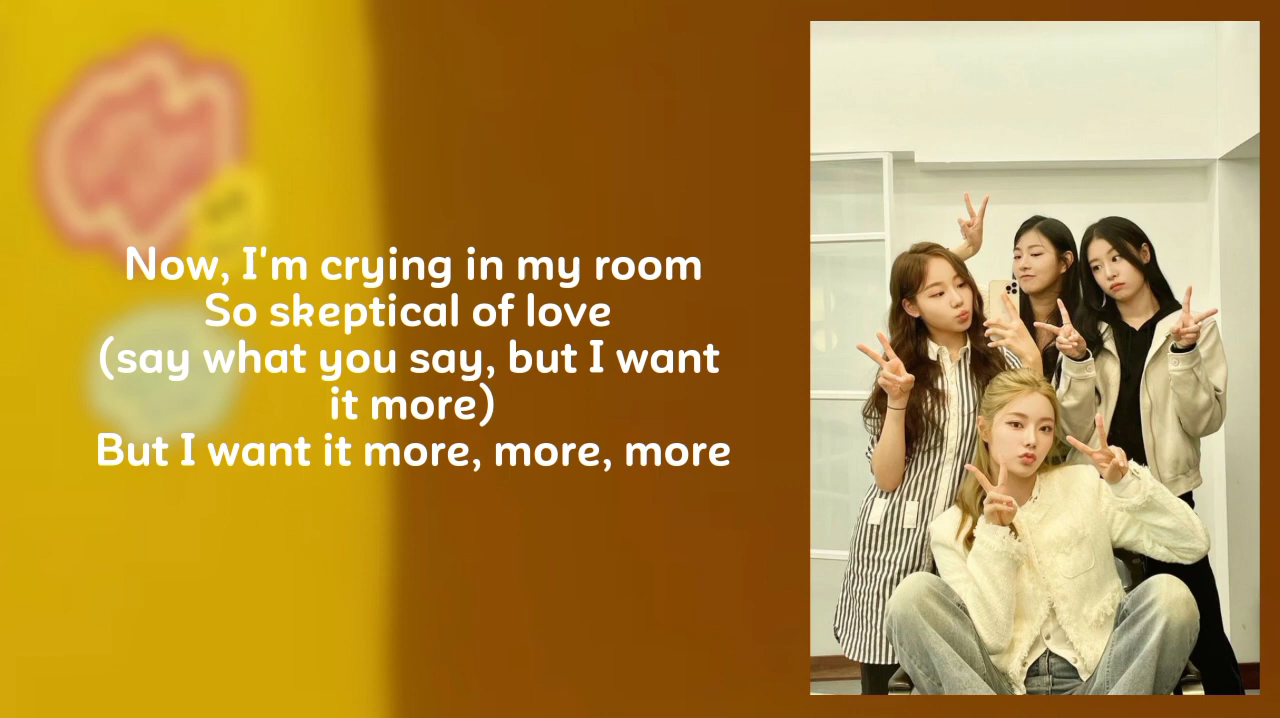 Now, I'm crying in my room
So skeptical of love
(say what you say, but I want
it more)
But I want it more, more, more